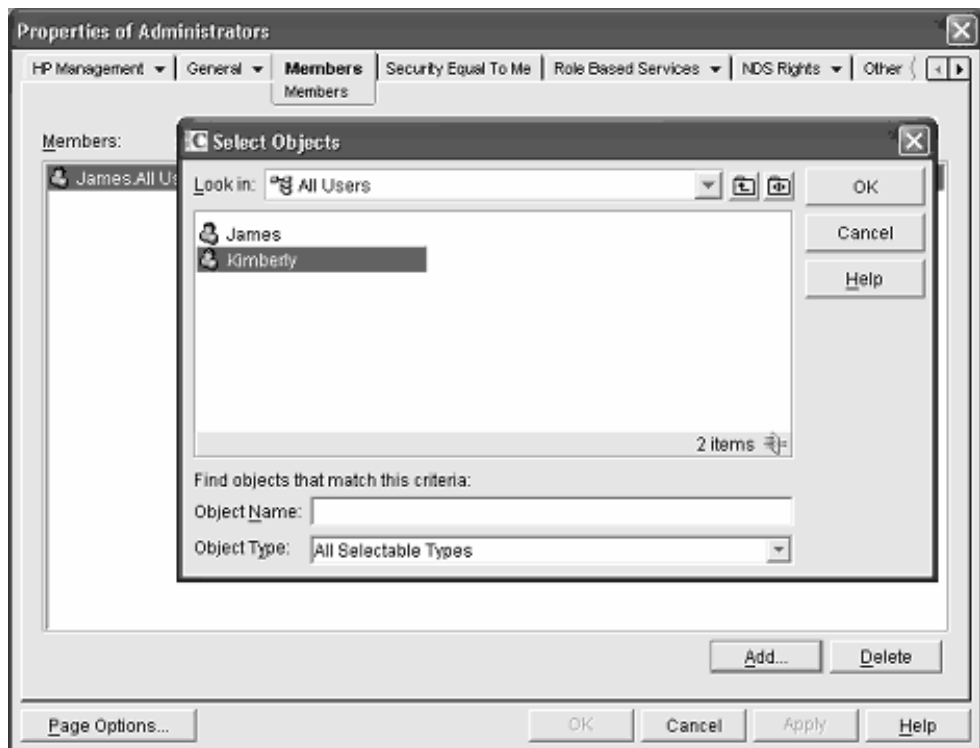 Properties of Administrators
HP Management General Members Security Equal To Me Role Based Services NDS Rights Other
Members
Members:
James.All Us
Select Objects
Look in: All Users
OK
James
Kimberly
Cancel
Help
2 items
Find objects that match this criteria:
Object Name:
Object Type: All Selectable Types
Add... Delete
Page Options... OK Cancel Apply Help